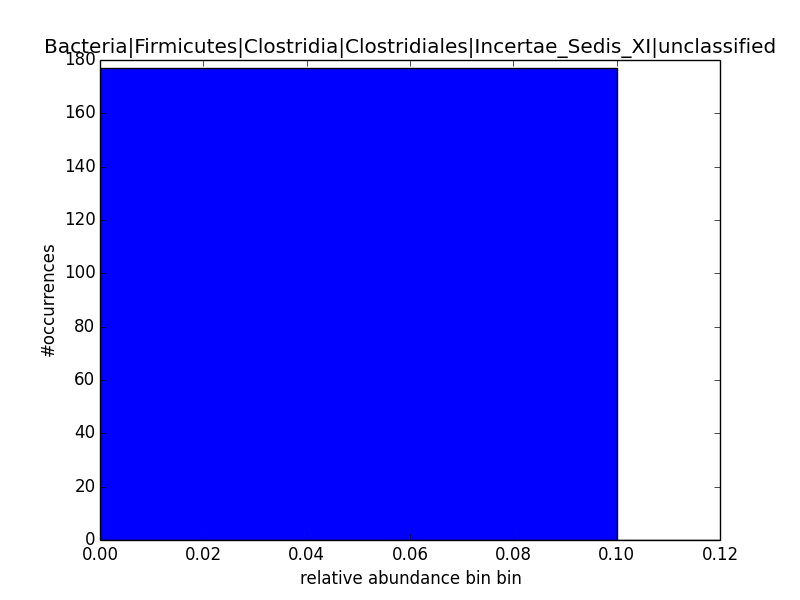 Bacteria|Firmicutes|Clostridia|Clostridiales|Incertae_Sedis_XI|unclassified
180
160
140
120
100
80
60
40
20
0
#occurrences
0.00 0.02 0.04 0.06 0.08 0.10 0.12
relative abundance bin bin